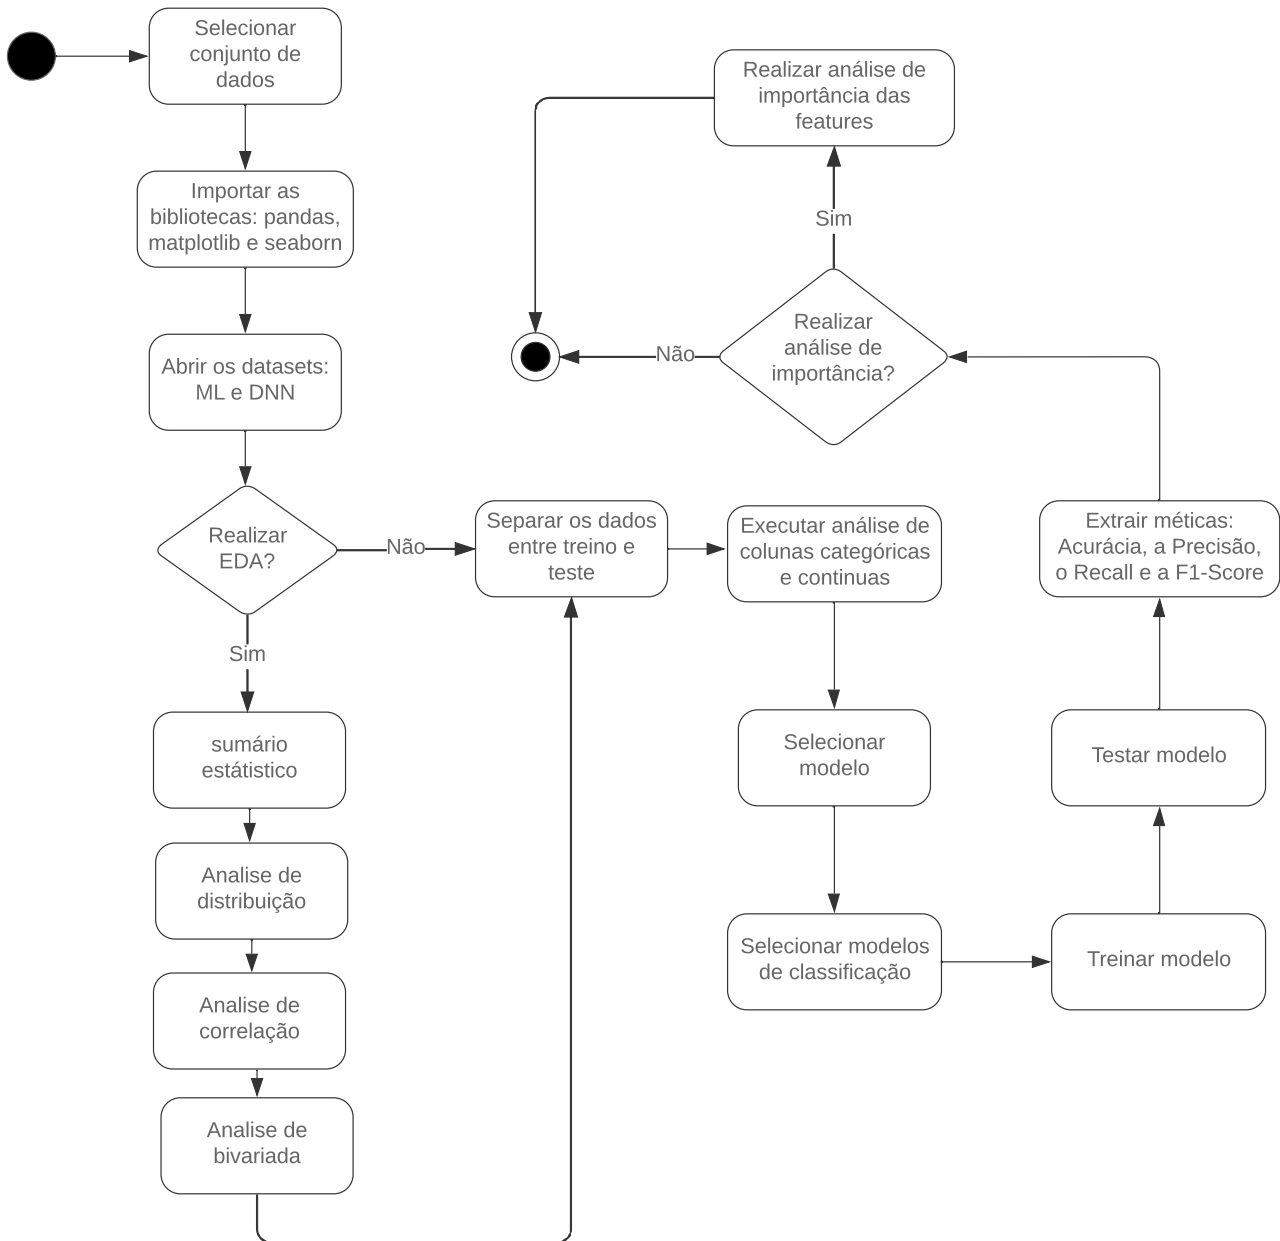 Selecionar
conjunto de
dados
Importar as
bibliotecas: pandas,
matplotlib e seaborn
Abrir os datasets:
ML e DNN
Realizar
EDA?
Não
Sim
sumário
estátistico
Analise de
distribuição
Analise de
correlação
Analise de
bivariada
Separar os dados
entre treino e
teste
Executar análise de
colunas categóricas
e continuas
Selecionar
modelo
Selecionar modelos
de classificação
Treinar modelo
Testar modelo
Extrair méticas:
Acurácia, a Precisão,
o Recall e a F1-Score
Realizar
análise de
importância?
Não
Sim
Realizar análise de
importância das
features